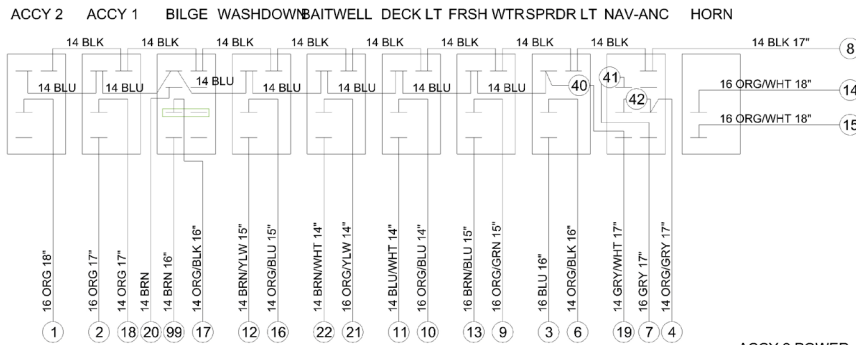 ACCY 2 ACCY 1 BILGE WASHDOWN BAITWELL DECK LT FRSH WTR SPRDR LT NAV-ANC HORN
14 BLK 14 BLK 14 BLK 14 BLK 14 BLK 14 BLK 14 BLK 14 BLK 14 BLK 17" 8
14 BLU 14 BLU 14 BLU 14 BLU 14 BLU 14 BLU 14 BLU 40 41 16 ORG/WHT 18" 14
42
16 ORG/WHT 18" 15
16 ORG 18"
16 ORG 17"
14 ORG 17"
14 BRN
14 BRN 16"
14 ORG/BLK 16"
14 BRN/YLW 15"
16 ORG/BLU 15"
14 BRN/WHT 14"
16 ORG/YLW 14"
14 BLU/WHT 14"
16 ORG/BLU 14"
16 BRN/BLU 15"
16 ORG/GRN 15"
16 BLU 16"
14 ORG/BLK 16"
14 GRY/WHT 17"
16 GRY 17"
14 ORG/GRY 17"
1 2 18 20 99 17 12 16 22 21 11 10 13 9 3 6 19 7 4